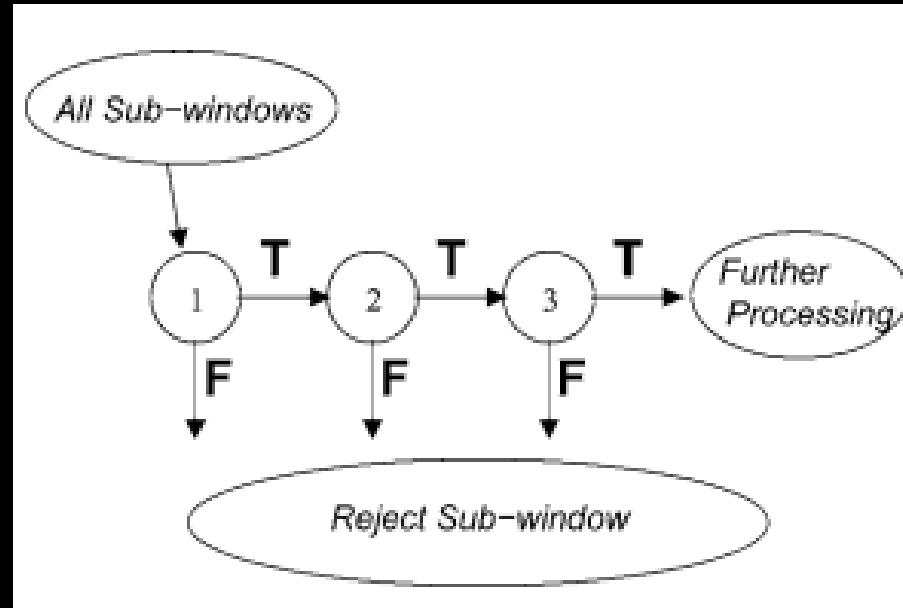 All Sub-windows
T
T
T
1
2
3
Further
Processing
F
F
F
Reject Sub-window